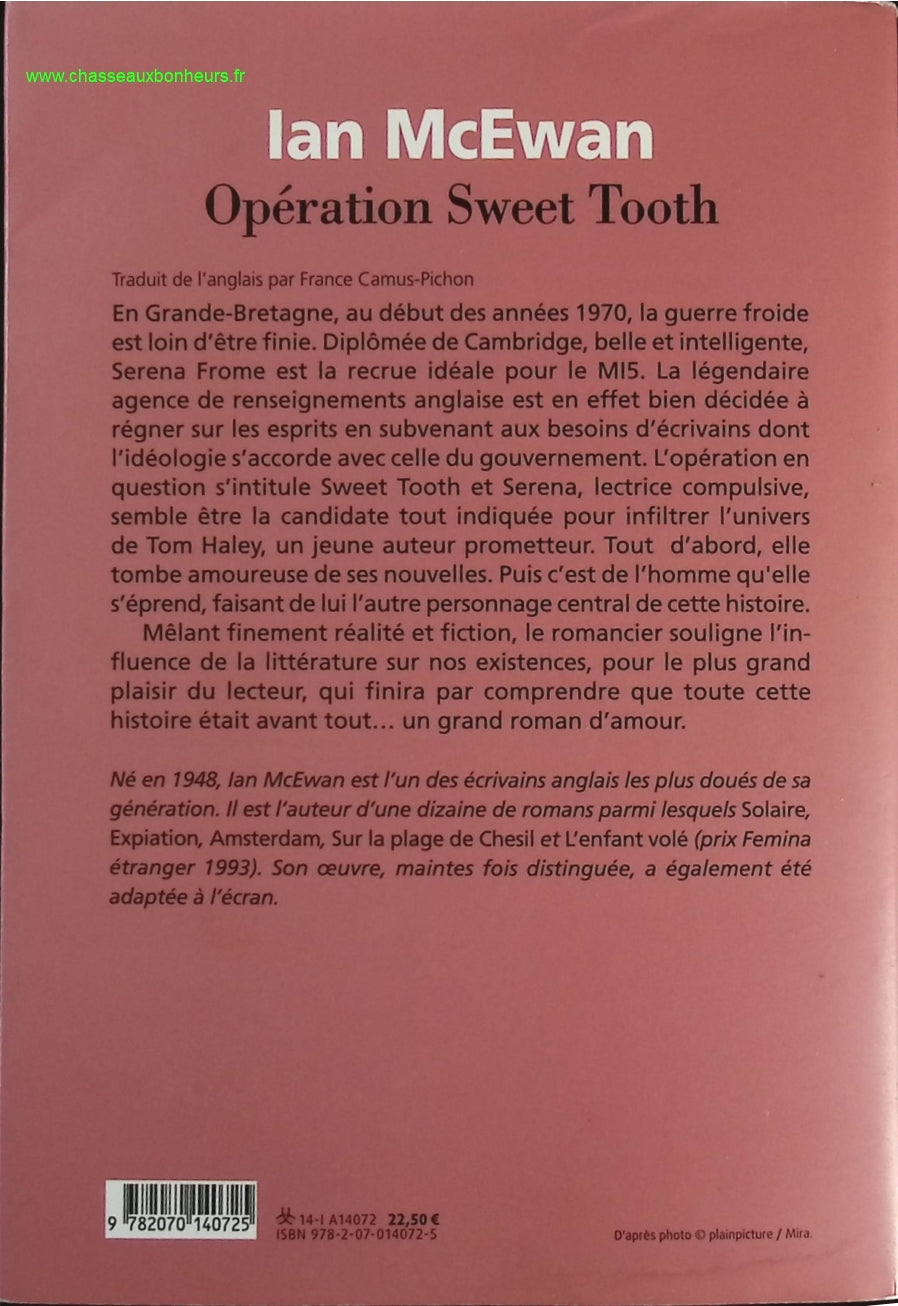 www.chasseauxbonheurs.fr
Ian McEwan
Opération Sweet Tooth
Traduit de l'anglais par France Camus-Pichon
En Grande-Bretagne, au début des années 1970, la guerre froide
est loin d'être finie. Diplômée de Cambridge, belle et intelligente,
Serena Frome est la recrue idéale pour le MI5. La légendaire
agence de renseignements anglaise est en effet bien décidée à
régner sur les esprits en subvenant aux besoins d'écrivains dont
l'idéologie s'accorde avec celle du gouvernement. L'opération en
question s'intitule Sweet Tooth et Serena, lectrice compulsive,
semble être la candidate tout indiquée pour infiltrer l'univers
de Tom Haley, un jeune auteur prometteur. Tout  d'abord, elle
tombe amoureuse de ses nouvelles. Puis c'est de l'homme qu'elle
s'éprend, faisant de lui l'autre personnage central de cette histoire.
Mêlant finement réalité et fiction, le romancier souligne l'in-
fluence de la littérature sur nos existences, pour le plus grand
plaisir du lecteur, qui finira par comprendre que toute cette
histoire était avant tout... un grand roman d'amour.
Né en 1948, Ian McEwan est l'un des écrivains anglais les plus doués de sa
génération. Il est l'auteur d'une dizaine de romans parmi lesquels Solaire,
Expiation, Amsterdam, Sur la plage de Chesil et L'enfant volé (prix Femina
étranger 1993). Son œuvre, maintes fois distinguée, a également été
adaptée à l'écran.
9 782070 140725
14-I A14072 22,50 €
ISBN 978-2-07-014072-5
D'après photo © plainpicture / Mira.